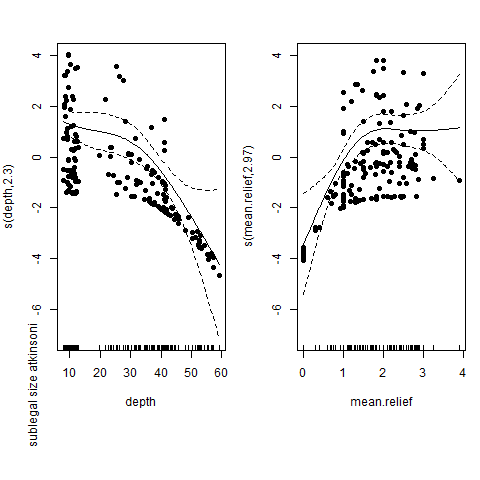 sublegal size atkinsoni
s(depth,2.3)
4
2
0
-2
-4
-6
10 20 30 40 50 60
depth
s(mean.relief,2.97)
4
2
0
-2
-4
-6
0 1 2 3 4
mean.relief